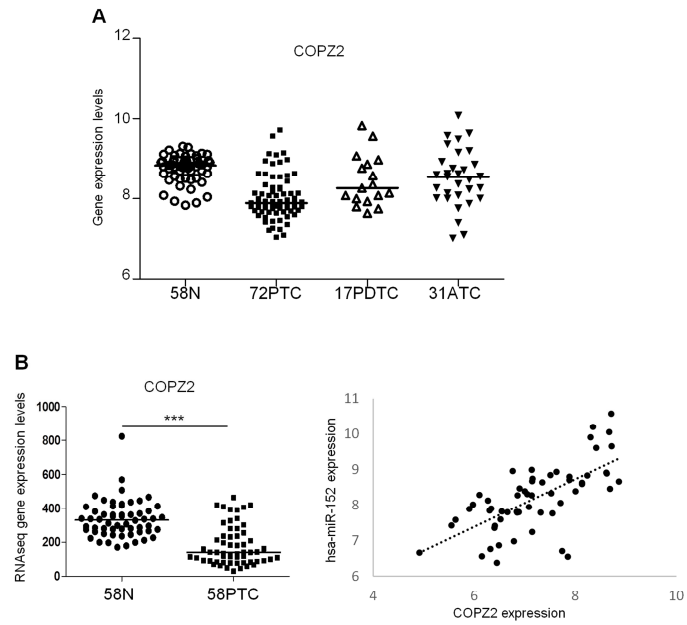 A
COPZ2
Gene expression levels
12
10
8
6
58N
72PTC
17PDTC
31ATC
B
COPZ2
***
RNAseq gene expression levels
1000
800
600
400
200
0
58N
58PTC
hsa-miR-152 expression
11
10
9
8
7
6
4
6
8
10
COPZ2 expression